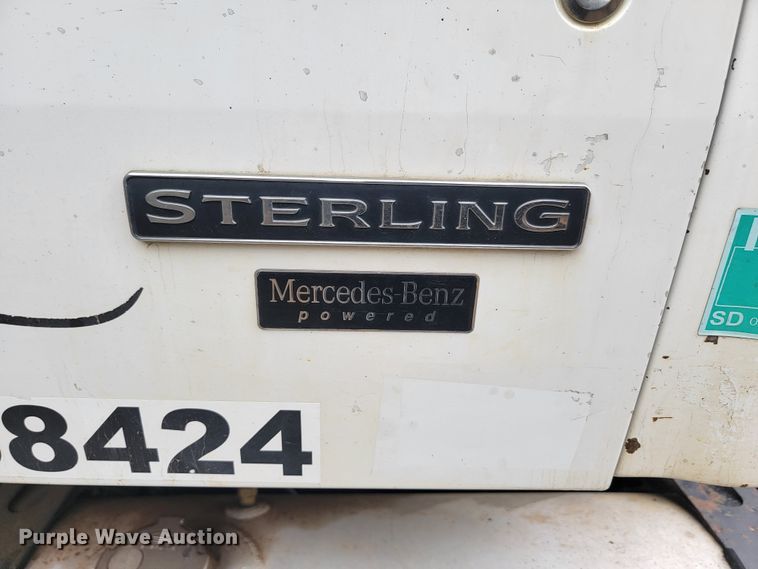 STERLING
Mercedes-Benz
powered
SD
8424
Purple Wave Auction